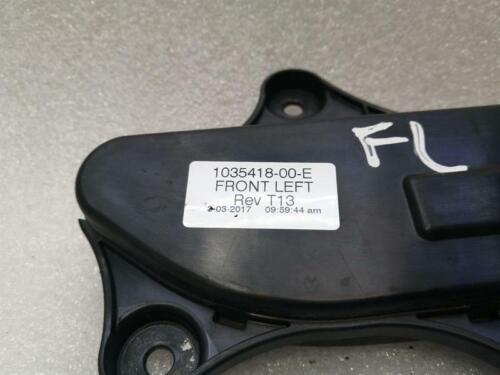 1035418-00-E
FRONT LEFT
Rev T13
-03-2017 09:59:44 am
FL